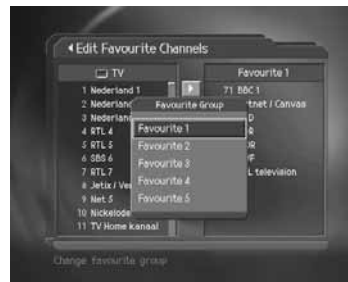 Edit Favourite Channels
TV
Favourite 1
1 Nederland 1
2 Nederland
3 Nederland
4 RTL 4
5 RTL 5
6 SBS 6
7 RTL 7
8 Jetix / Ve
9 Net 5
10 Nickelode
11 TV Home kanaal
71 BBC 1
tnet / Canvas
television
Favourite Group
Favourite 1
Favourite 2
Favourite 3
Favourite 4
Favourite 5
Change favourite group